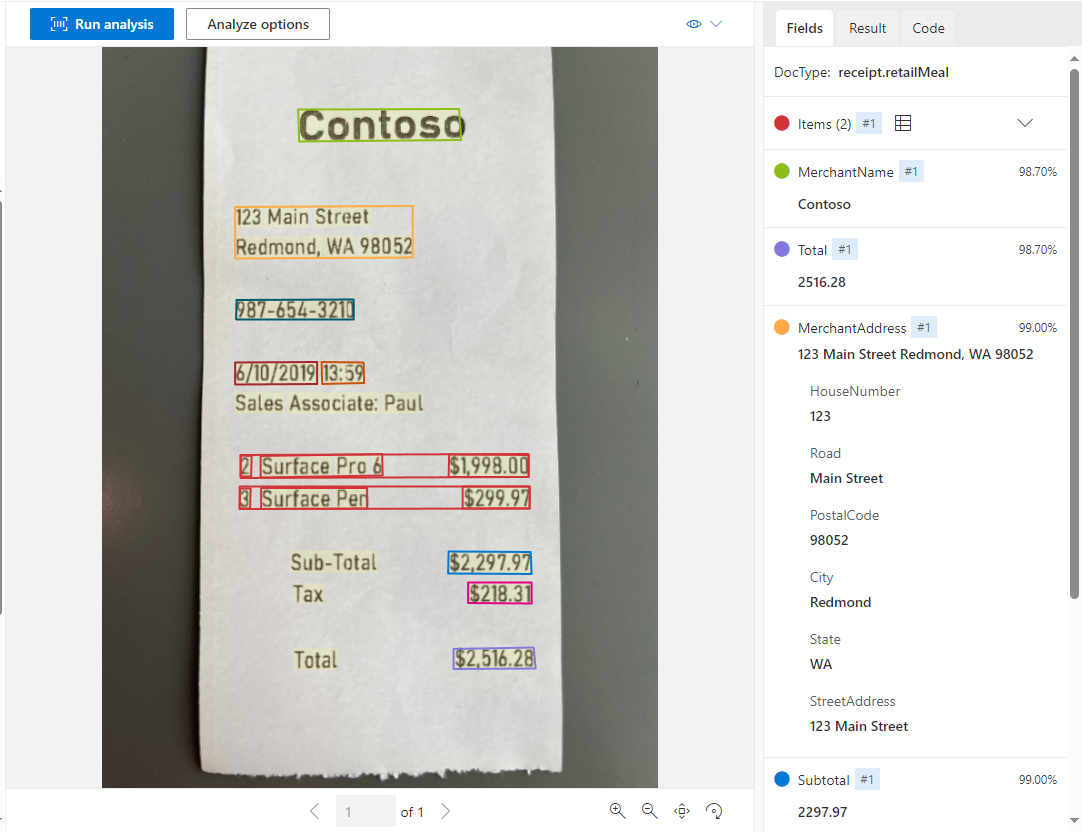 Run analysis
Analyze options
Contoso
123 Main Street
Redmond, WA 98052
987-654-3210
6/10/2019 13:59
Sales Associate: Paul
2 Surface Pro 6 $1,998.00
3 Surface Pen $299.97
Sub-Total $2,297.97
Tax $218.31
Total $2,516.28
1 of 1
Fields Result Code
DocType: receipt.retailMeal
Items (2) #1
MerchantName #1 98.70%
Contoso
Total #1 98.70%
2516.28
MerchantAddress #1 99.00%
123 Main Street Redmond, WA 98052
HouseNumber
123
Road
Main Street
PostalCode
98052
City
Redmond
State
WA
StreetAddress
123 Main Street
Subtotal #1 99.00%
2297.97